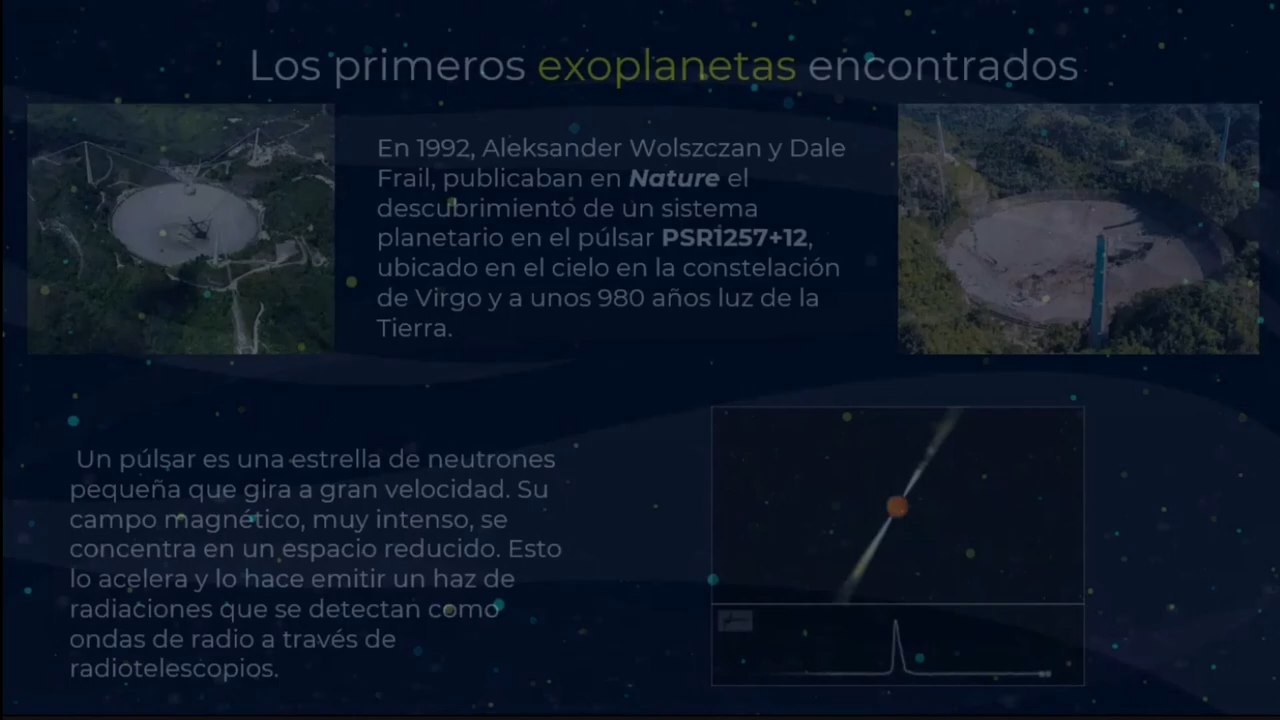 Los primeros exoplanetas encontrados
En 1992, Aleksander Wolszczan y Dale
Frail, publicaban en Nature el
descubrimiento de un sistema
planetario en el púlsar PSR1257+12,
ubicado en el cielo en la constelación
de Virgo y a unos 980 años luz de la
Tierra.
Un púlsar es una estrella de neutrones
pequeña que gira a gran velocidad. Su
campo magnético, muy intenso, se
concentra en un espacio reducido. Esto
lo acelera y lo hace emitir un haz de
radiaciones que se detectan como
ondas de radio a través de
radiotelescopios.